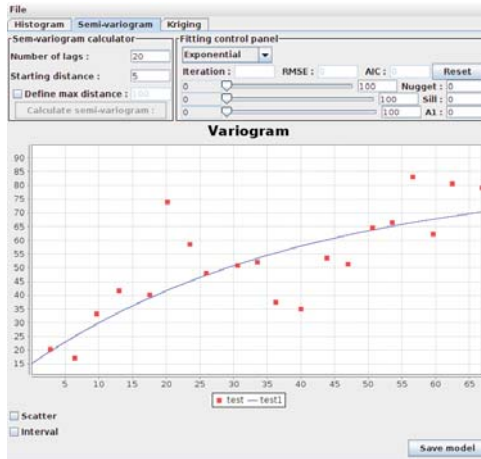 File
Histogram Semi-variogram Kriging
Semi-variogram calculator
Number of lags : 20
Starting distance : 5
Define max distance : 100
Calculate semi-variogram :
Fitting control panel
Exponential
Iteration : RMSE : 0 AIC : 0 Reset
0 100 Nugget : 0
0 100 Sill : 0
0 100 A1 : 0
Variogram
90
85
80
75
70
65
60
55
50
45
40
35
30
25
20
15
5 10 15 20 25 30 35 40 45 50 55 60 65
test test1
Scatter
Interval
Save model